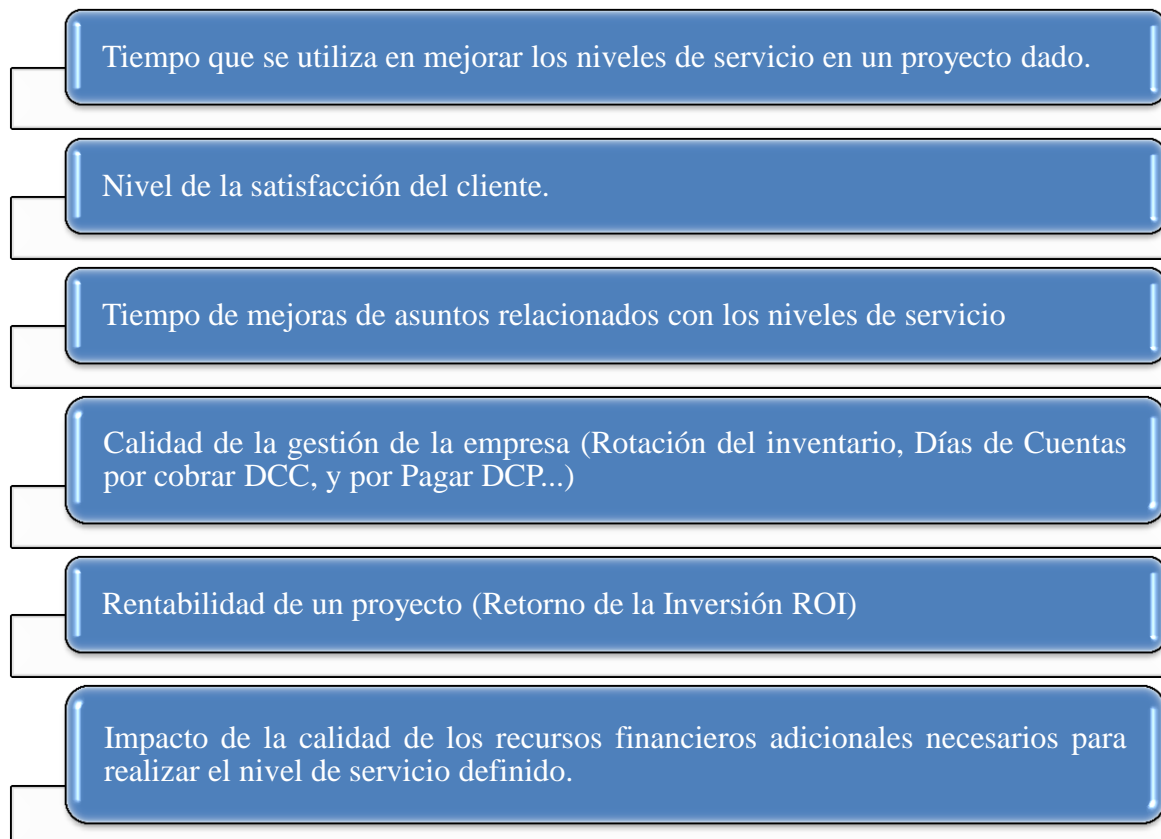 Tiempo que se utiliza en mejorar los niveles de servicio en un proyecto dado.
Nivel de la satisfacción del cliente.
Tiempo de mejoras de asuntos relacionados con los niveles de servicio
Calidad de la gestión de la empresa (Rotación del inventario, Días de Cuentas
por cobrar DCC, y por Pagar DCP...)
Rentabilidad de un proyecto (Retorno de la Inversión ROI)
Impacto de la calidad de los recursos financieros adicionales necesarios para
realizar el nivel de servicio definido.